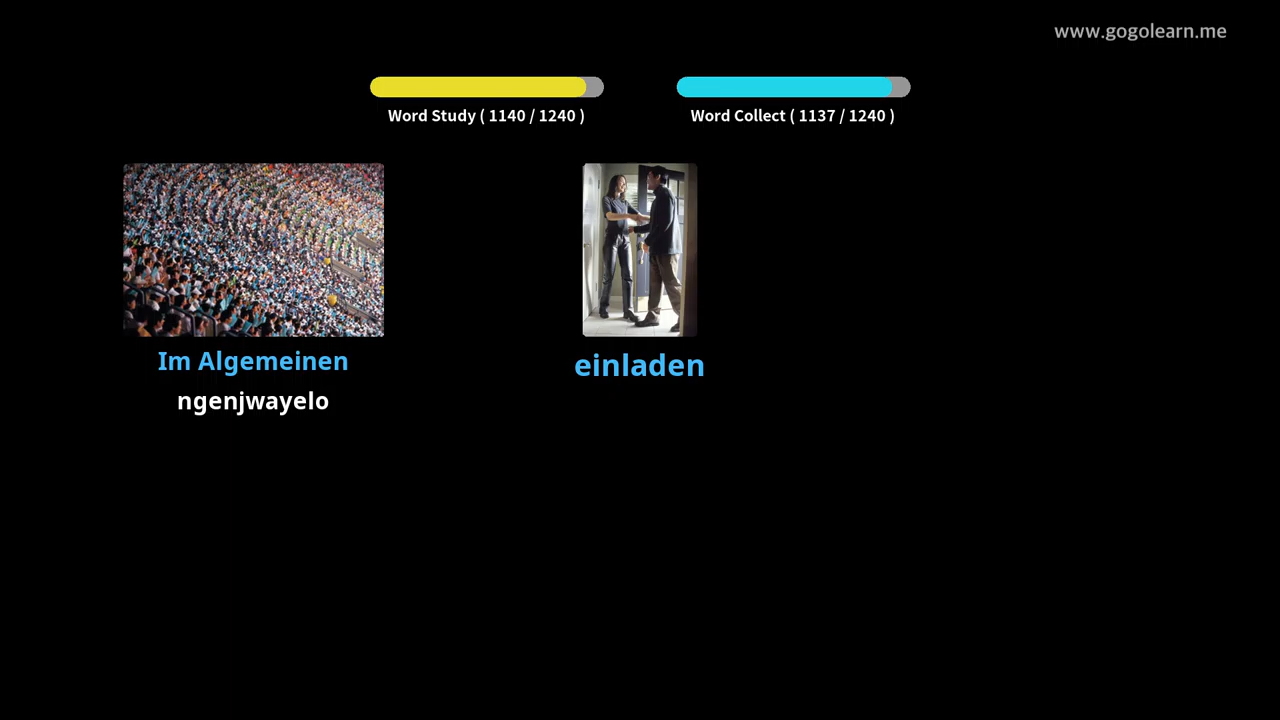 www.gogolearn.me
Word Study ( 1140 / 1240 )
Word Collect ( 1137 / 1240 )
Im Algemeinen
einladen
ngenjwayelo